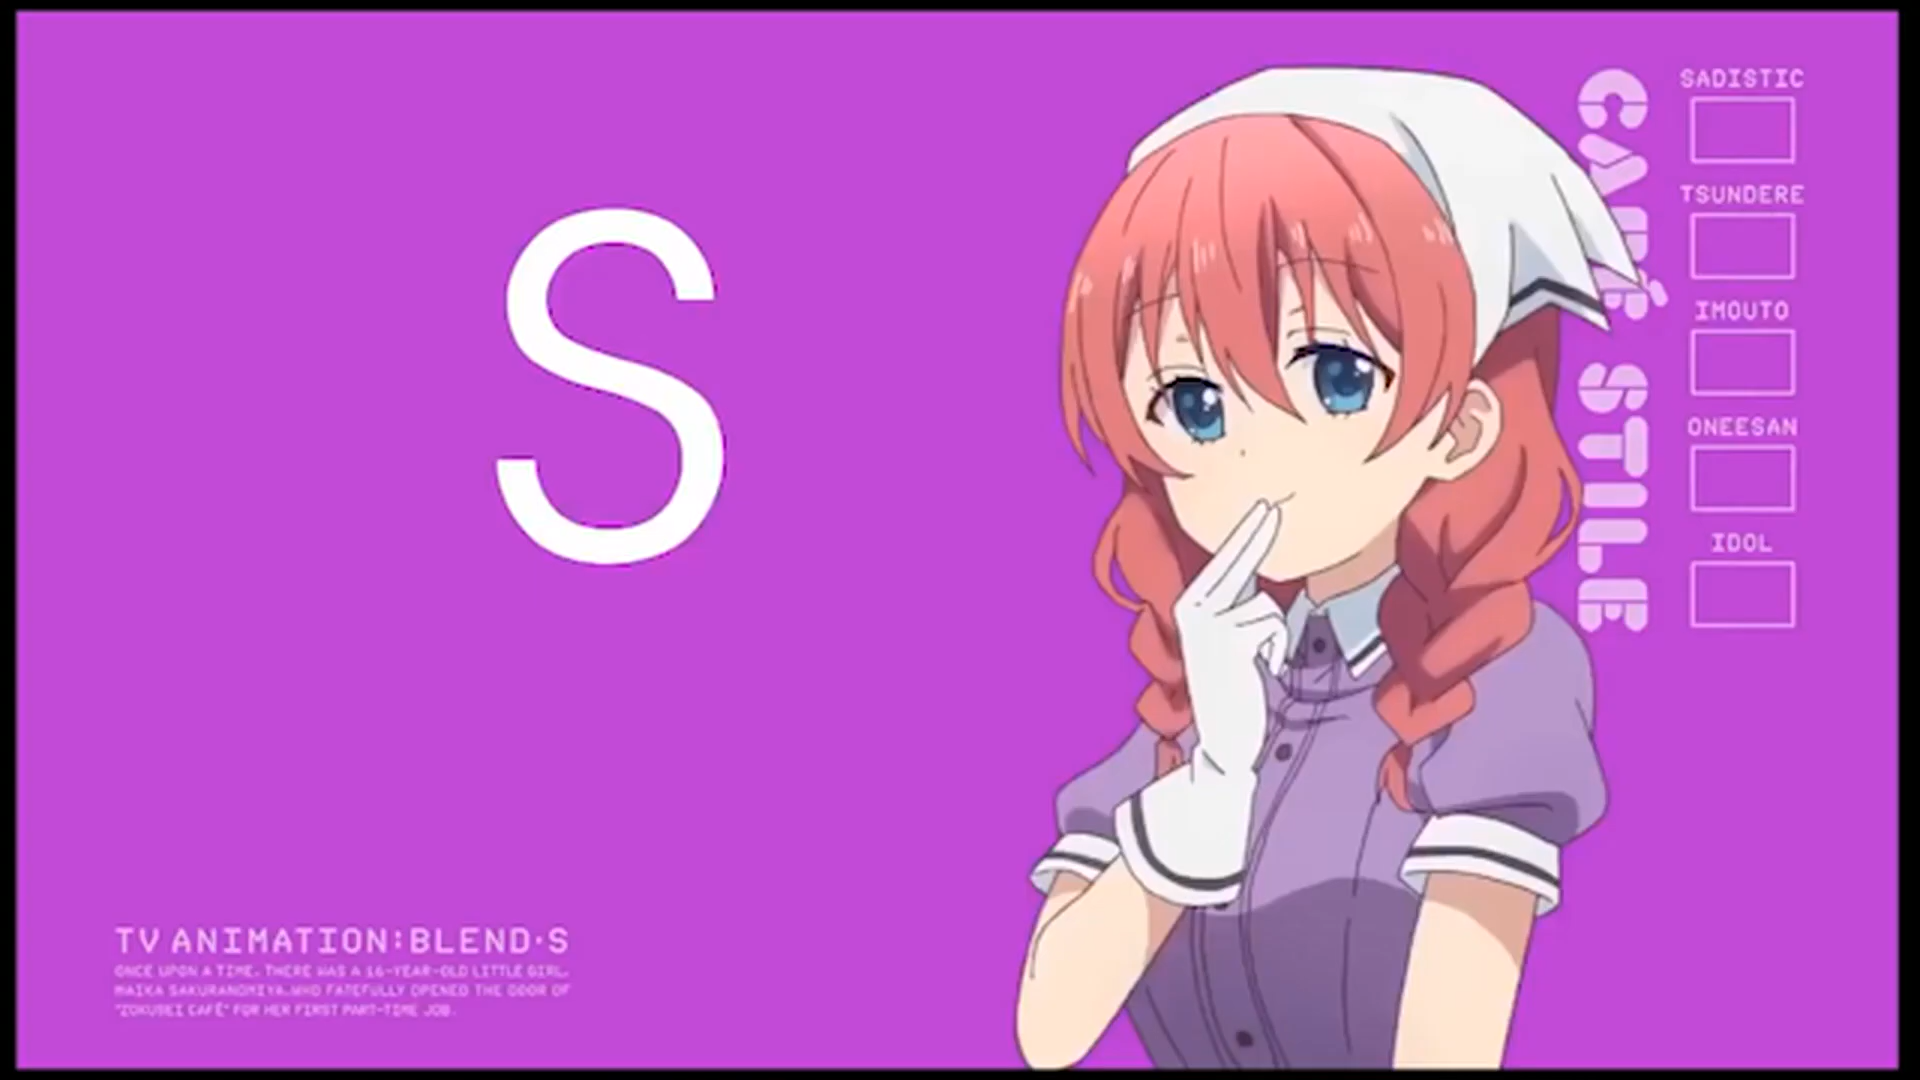 S
CAFÉ STILE
SADISTIC
TSUNDERE
IMOUTO
ONEESAN
IDOL
TV ANIMATION:BLEND·S
ONCE UPON A TIME. THERE WAS A 16-YEAR-OLD LITTLE GIRL.
MAIKA SAKURANOMIYA.WHO FATEFULLY OPENED THE DOOR OF
"ZOKUSEI CAFÉ" FOR HER FIRST PART-TIME JOB.